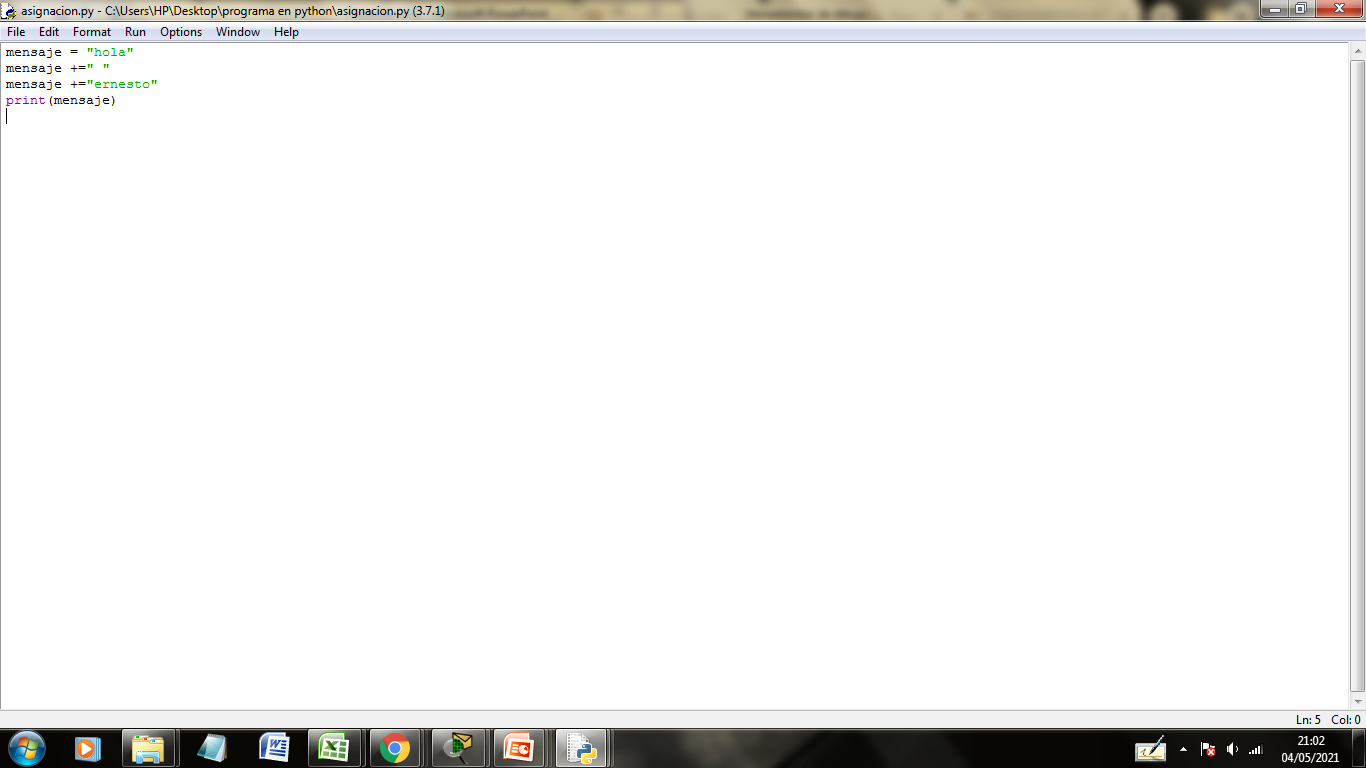 asignacion.py - C:\Users\HP\Desktop\programa en python\asignacion.py (3.7.1)
File Edit Format Run Options Window Help
mensaje = "hola"
mensaje +=" "
mensaje +="ernesto"
print(mensaje)
Ln: 5 Col: 0
21:02
04/05/2021